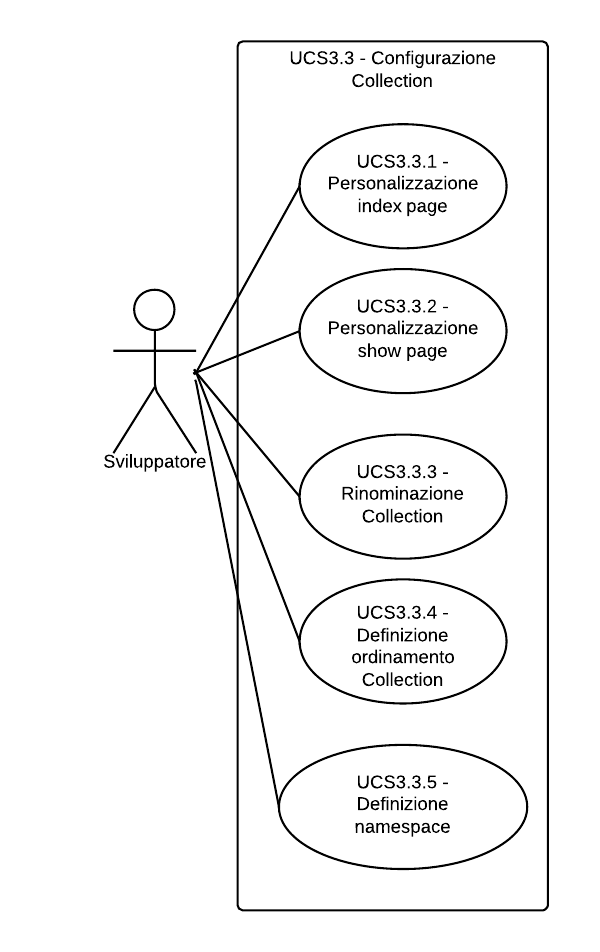 UCS3.3 - Configurazione
Collection
UCS3.3.1 -
Personalizzazione
index page
UCS3.3.2 -
Personalizzazione
show page
Sviluppatore
UCS3.3.3 -
Rinominazione
Collection
UCS3.3.4 -
Definizione
ordinamento
Collection
UCS3.3.5 -
Definizione
namespace